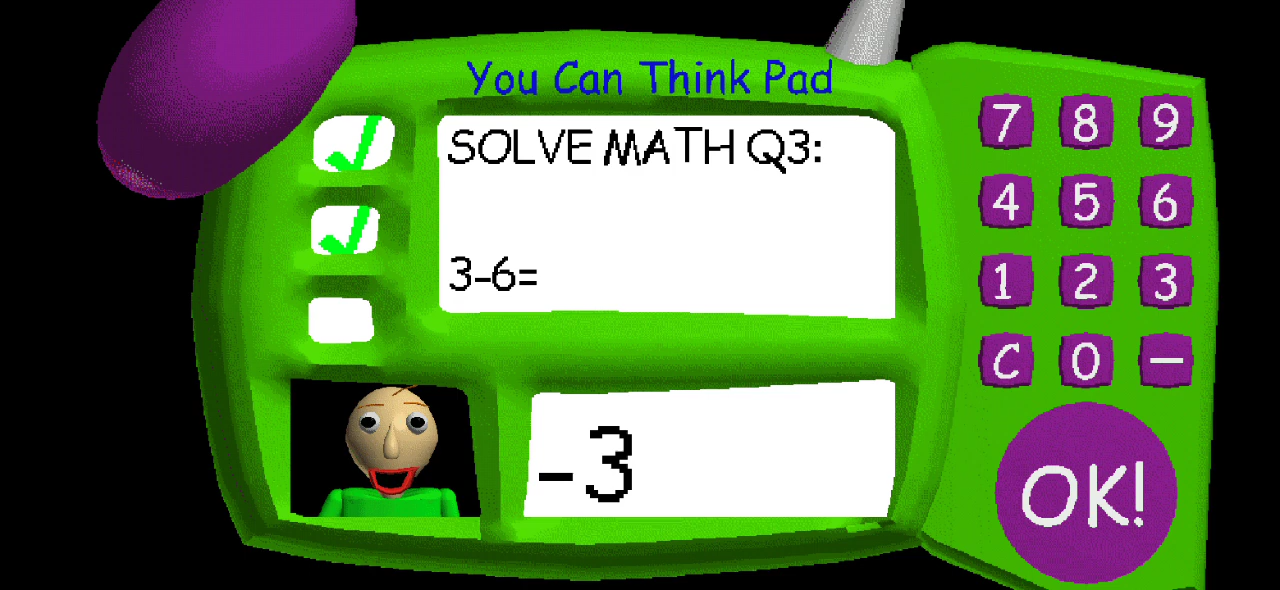 You Can Think Pad
SOLVE MATH Q3:
3-6=
-3
7 8 9
4 5 6
1 2 3
C 0 -
OK!